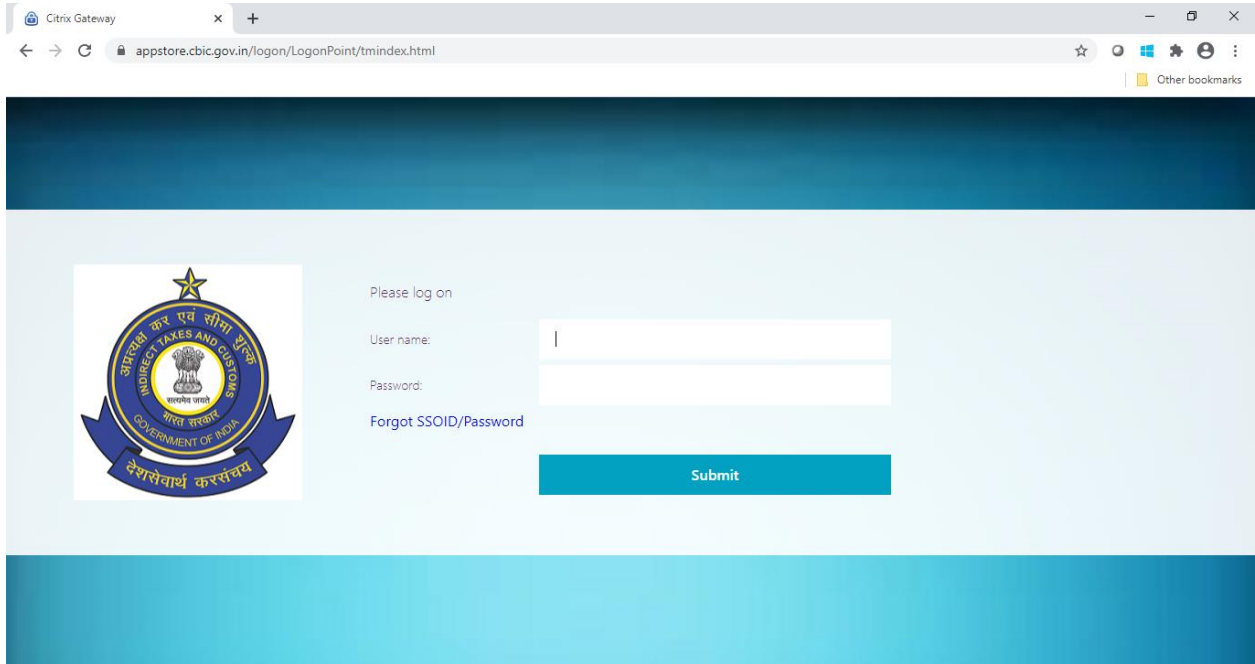 Citrix Gateway
appstore.cbic.gov.in/logon/LogonPoint/tmindex.html
Other bookmarks
अप्रत्यक्ष कर एवं सीमा शुल्क
INDIRECT TAXES AND CUSTOMS
सत्यमेव जयते
भारत सरकार
GOVERNMENT OF INDIA
देशसेवार्थ करसंचय
Please log on
User name:
Password:
Forgot SSOID/Password
Submit